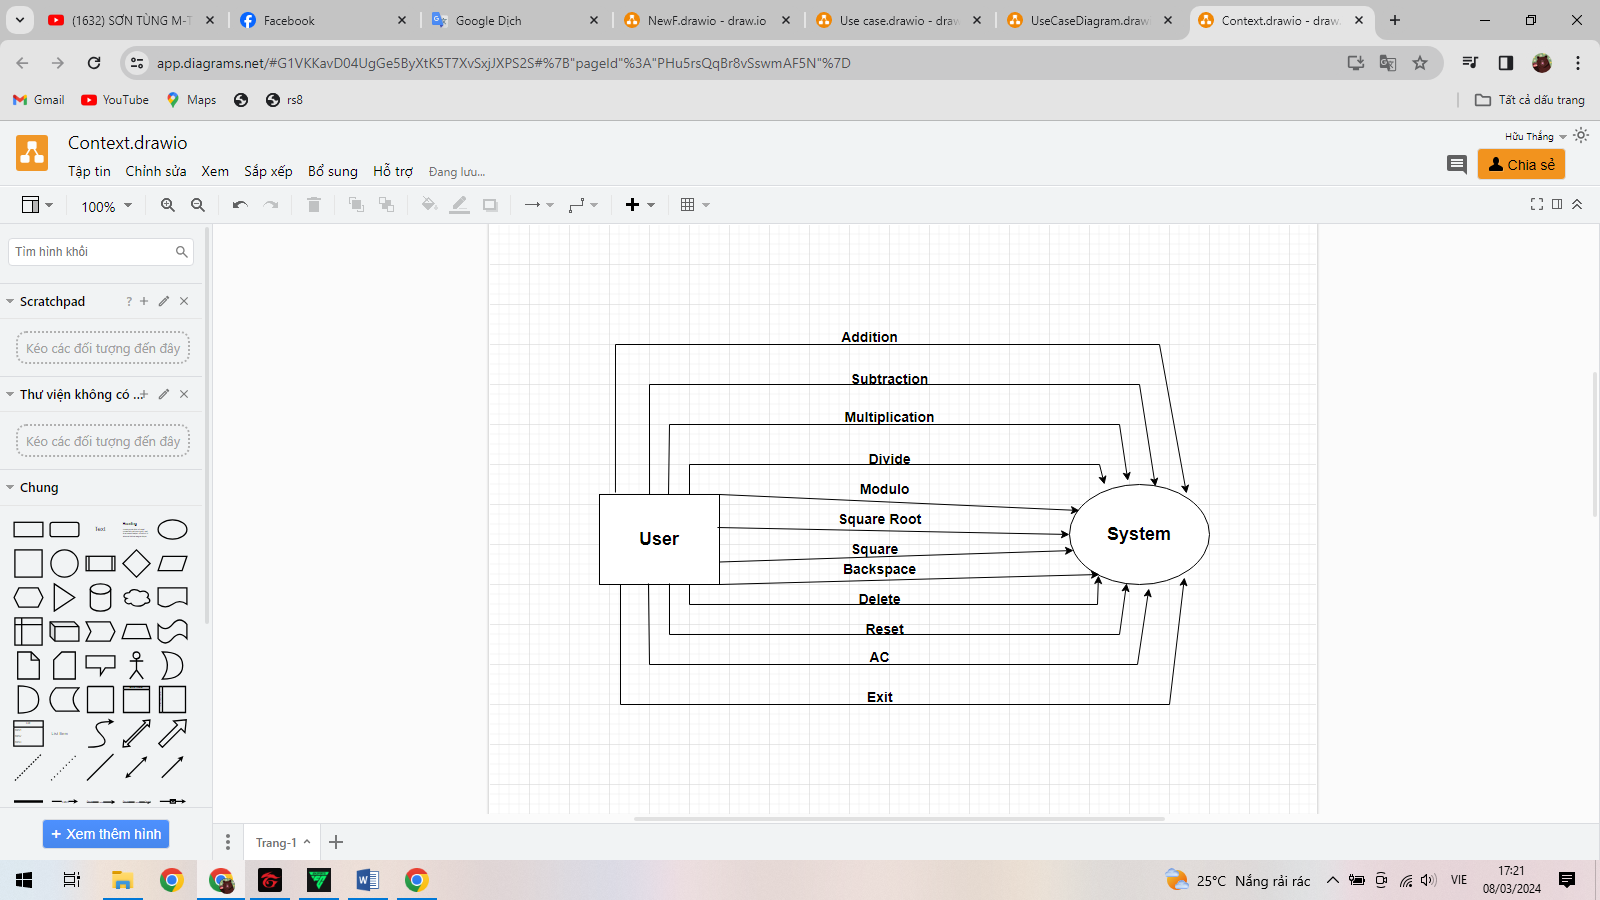 (1632) SƠN TÙNG M-T
Facebook
Google Dịch
NewF.drawio - draw.io
Use case.drawio - draw
UseCaseDiagram.draw
Context.drawio - draw
app.diagrams.net/#G1VKKavD04UgGe5ByXtK5T7XvSxjJXPS2S#%7B"pageId"%3A"PHu5rsQqBr8vSswmAF5N"%7D
Gmail
YouTube
Maps
rs8
Tất cả dấu trang
Context.drawio
Hữu Thắng
Tập tin
Chỉnh sửa
Xem
Sắp xếp
Bổ sung
Hỗ trợ
Đang lưu...
Chia sẻ
100%
Tìm hình khối
Scratchpad
?
Kéo các đối tượng đến đây
Thư viện không có ...
Kéo các đối tượng đến đây
Chung
Text
Heading
Addition
Subtraction
Multiplication
Divide
Modulo
Square Root
Square
Backspace
Delete
Reset
AC
Exit
User
System
+ Xem thêm hình
Trang-1
25°C Nắng rải rác
VIE
17:21
08/03/2024